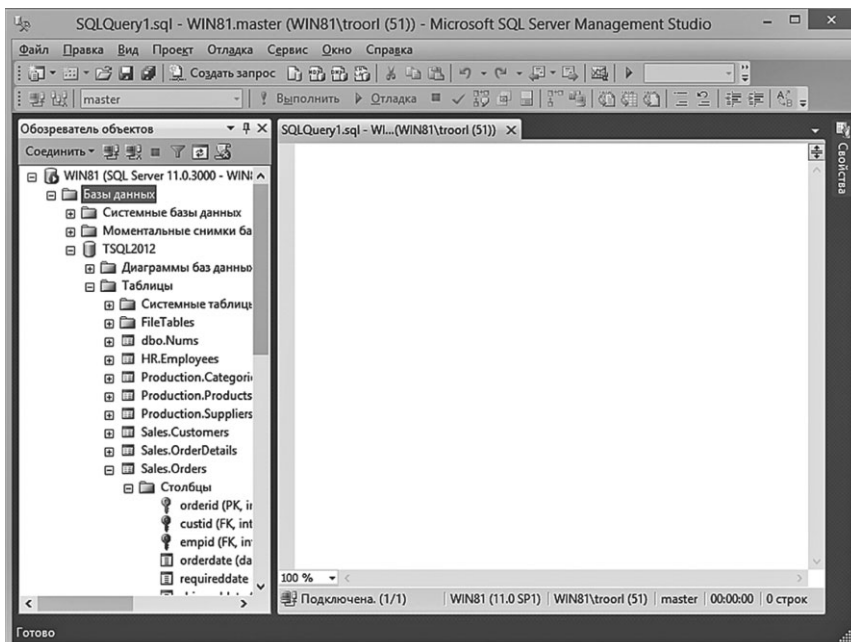 SQLQuery1.sql - WIN81.master (WIN81\troorl (51)) - Microsoft SQL Server Management Studio
Файл Правка Вид Проект Отладка Сервис Окно Справка
Создать запрос
master
Выполнить Отладка
Обозреватель объектов
SQLQuery1.sql - WI...(WIN81\troorl (51))
Свойства
Соединить
WIN81 (SQL Server 11.0.3000 - WIN
Базы данных
Системные базы данных
Моментальные снимки ба
TSQL2012
Диаграммы баз данных
Таблицы
Системные таблицы
FileTables
dbo.Nums
HR.Employees
Production.Categori
Production.Products
Production.Suppliers
Sales.Customers
Sales.OrderDetails
Sales.Orders
Столбцы
orderid (PK, in
custid (FK, int
empid (FK, in
orderdate (da
requireddate
100 %
Подключена. (1/1)
WIN81 (11.0 SP1)
WIN81\troorl (51)
master
00:00:00
0 строк
Готово